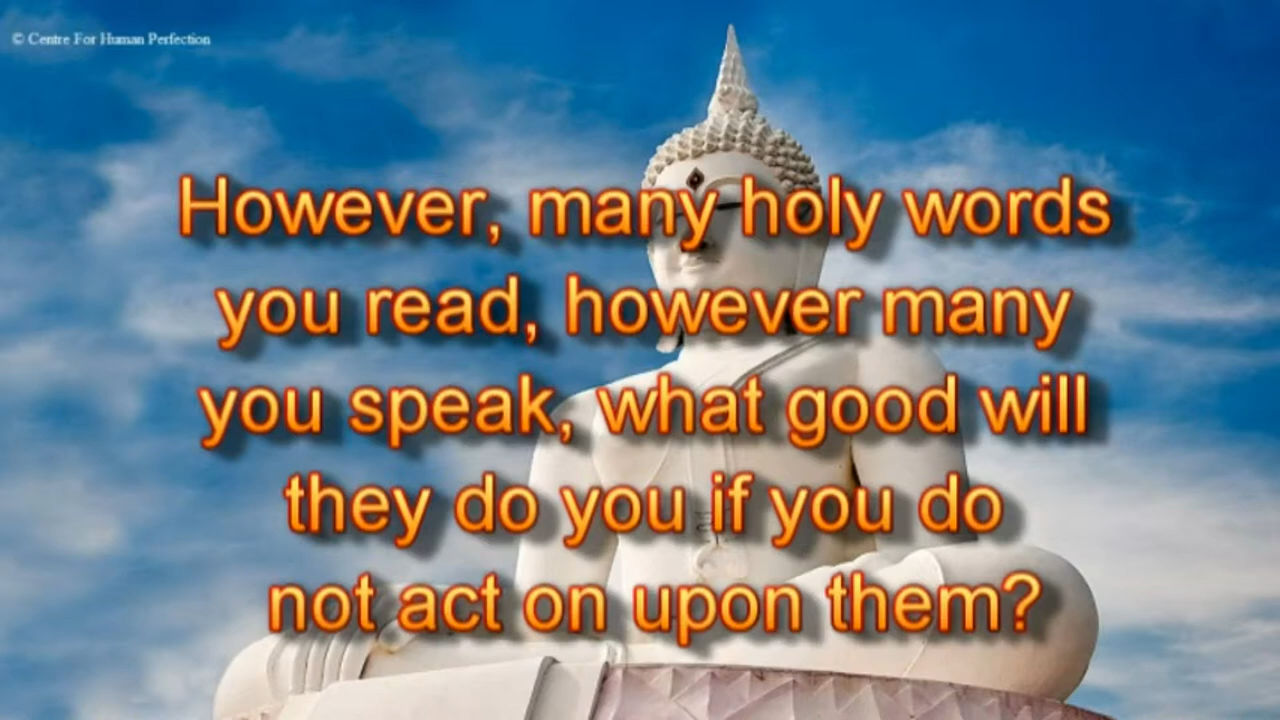 © Centre For Human Perfection
However, many holy words
you read, however many
you speak, what good will
they do you if you do
not act on upon them?